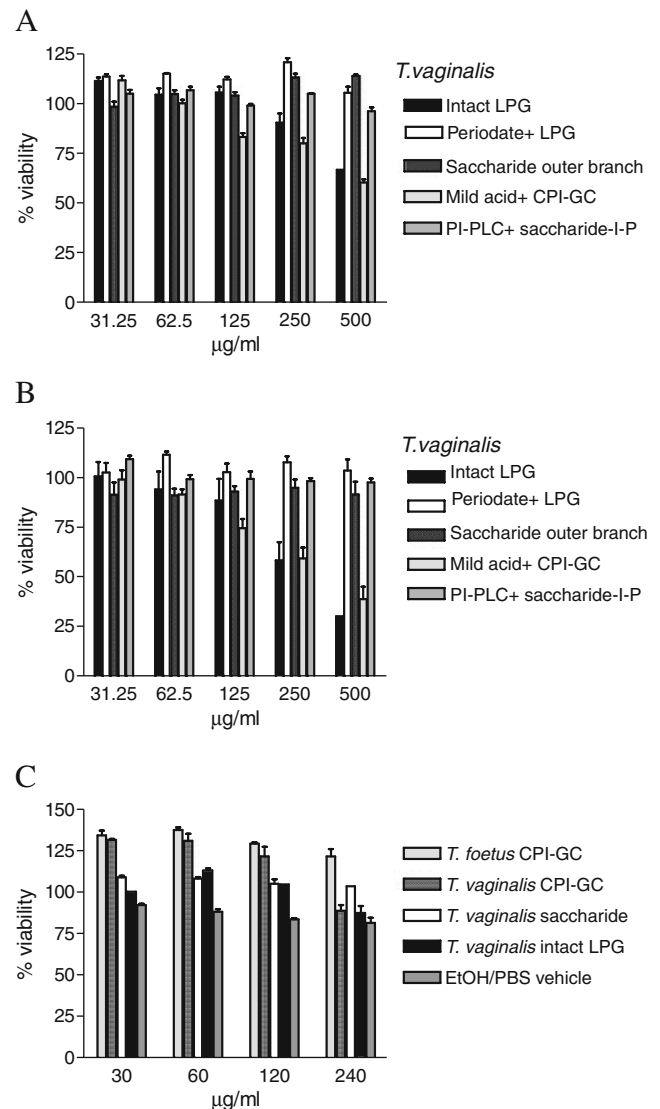 A
125
100
75
50
25
0
% viability
31.25 62.5 125 250 500
µg/ml
T.vaginalis
Intact LPG
Periodate+ LPG
Saccharide outer branch
Mild acid+ CPI-GC
PI-PLC+ saccharide-I-P
B
125
100
75
50
25
0
% viability
31.25 62.5 125 250 500
µg/ml
T.vaginalis
Intact LPG
Periodate+ LPG
Saccharide outer branch
Mild acid+ CPI-GC
PI-PLC+ saccharide-I-P
C
150
125
100
75
50
25
0
% viability
30 60 120 240
µg/ml
T. foetus CPI-GC
T. vaginalis CPI-GC
T. vaginalis saccharide
T. vaginalis intact LPG
EtOH/PBS vehicle